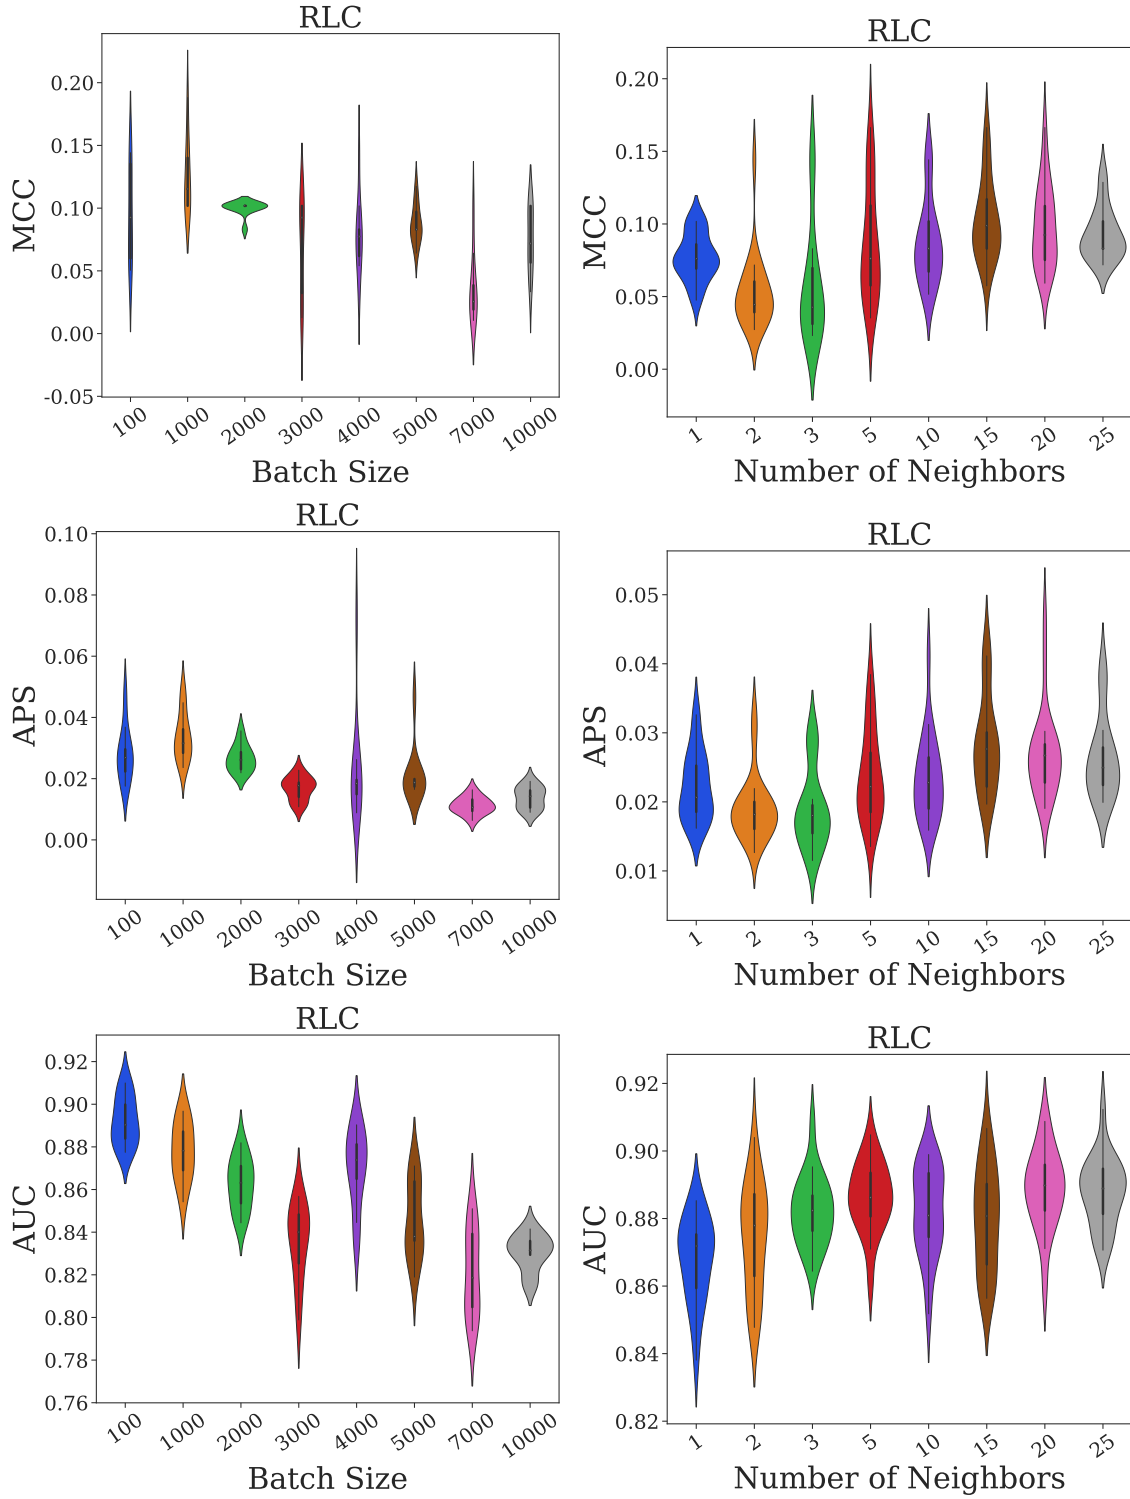 RLC
MCC
0.20
0.15
0.10
0.05
0.00
-0.05
100 1000 2000 3000 4000 5000 7000 10000
Batch Size
RLC
MCC
0.20
0.15
0.10
0.05
0.00
1 2 3 5 10 15 20 25
Number of Neighbors
RLC
APS
0.10
0.08
0.06
0.04
0.02
0.00
100 1000 2000 3000 4000 5000 7000 10000
Batch Size
RLC
APS
0.05
0.04
0.03
0.02
0.01
1 2 3 5 10 15 20 25
Number of Neighbors
RLC
AUC
0.92
0.90
0.88
0.86
0.84
0.82
0.80
0.78
0.76
100 1000 2000 3000 4000 5000 7000 10000
Batch Size
RLC
AUC
0.92
0.90
0.88
0.86
0.84
0.82
1 2 3 5 10 15 20 25
Number of Neighbors